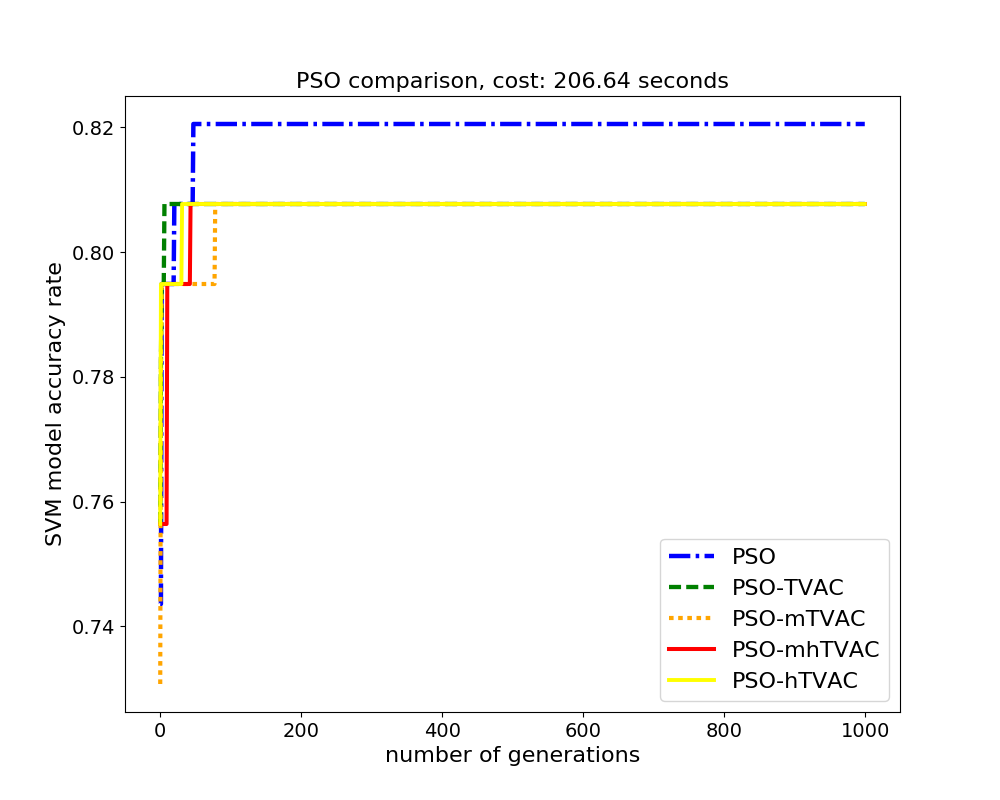 PSO comparison, cost: 206.64 seconds
SVM model accuracy rate
0.82
0.80
0.78
0.76
0.74
0
200
400
600
800
1000
number of generations
PSO
PSO-TVAC
PSO-mTVAC
PSO-mhTVAC
PSO-hTVAC